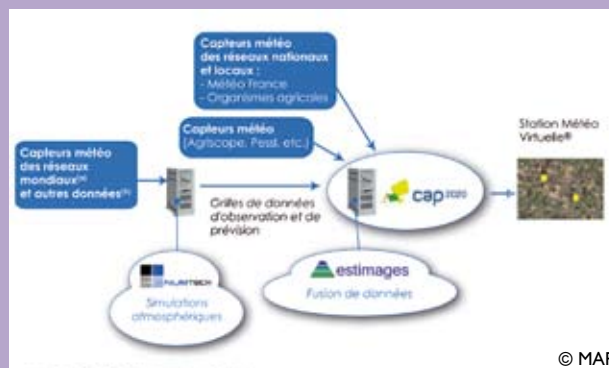 Capteurs météo
des réseaux nationaux
et locaux :
- Météo France
- Organismes agricoles
Capteurs météo
(Agriscope, Pessl, etc.)
Capteurs météo
des réseaux
mondiaux
et autres données
Grilles de données
d'observation et de
prévision
cap2020
Station Météo
Virtuelle®
NUMTECH
Simulations
atmosphériques
estimages
Fusion de données
© MAP